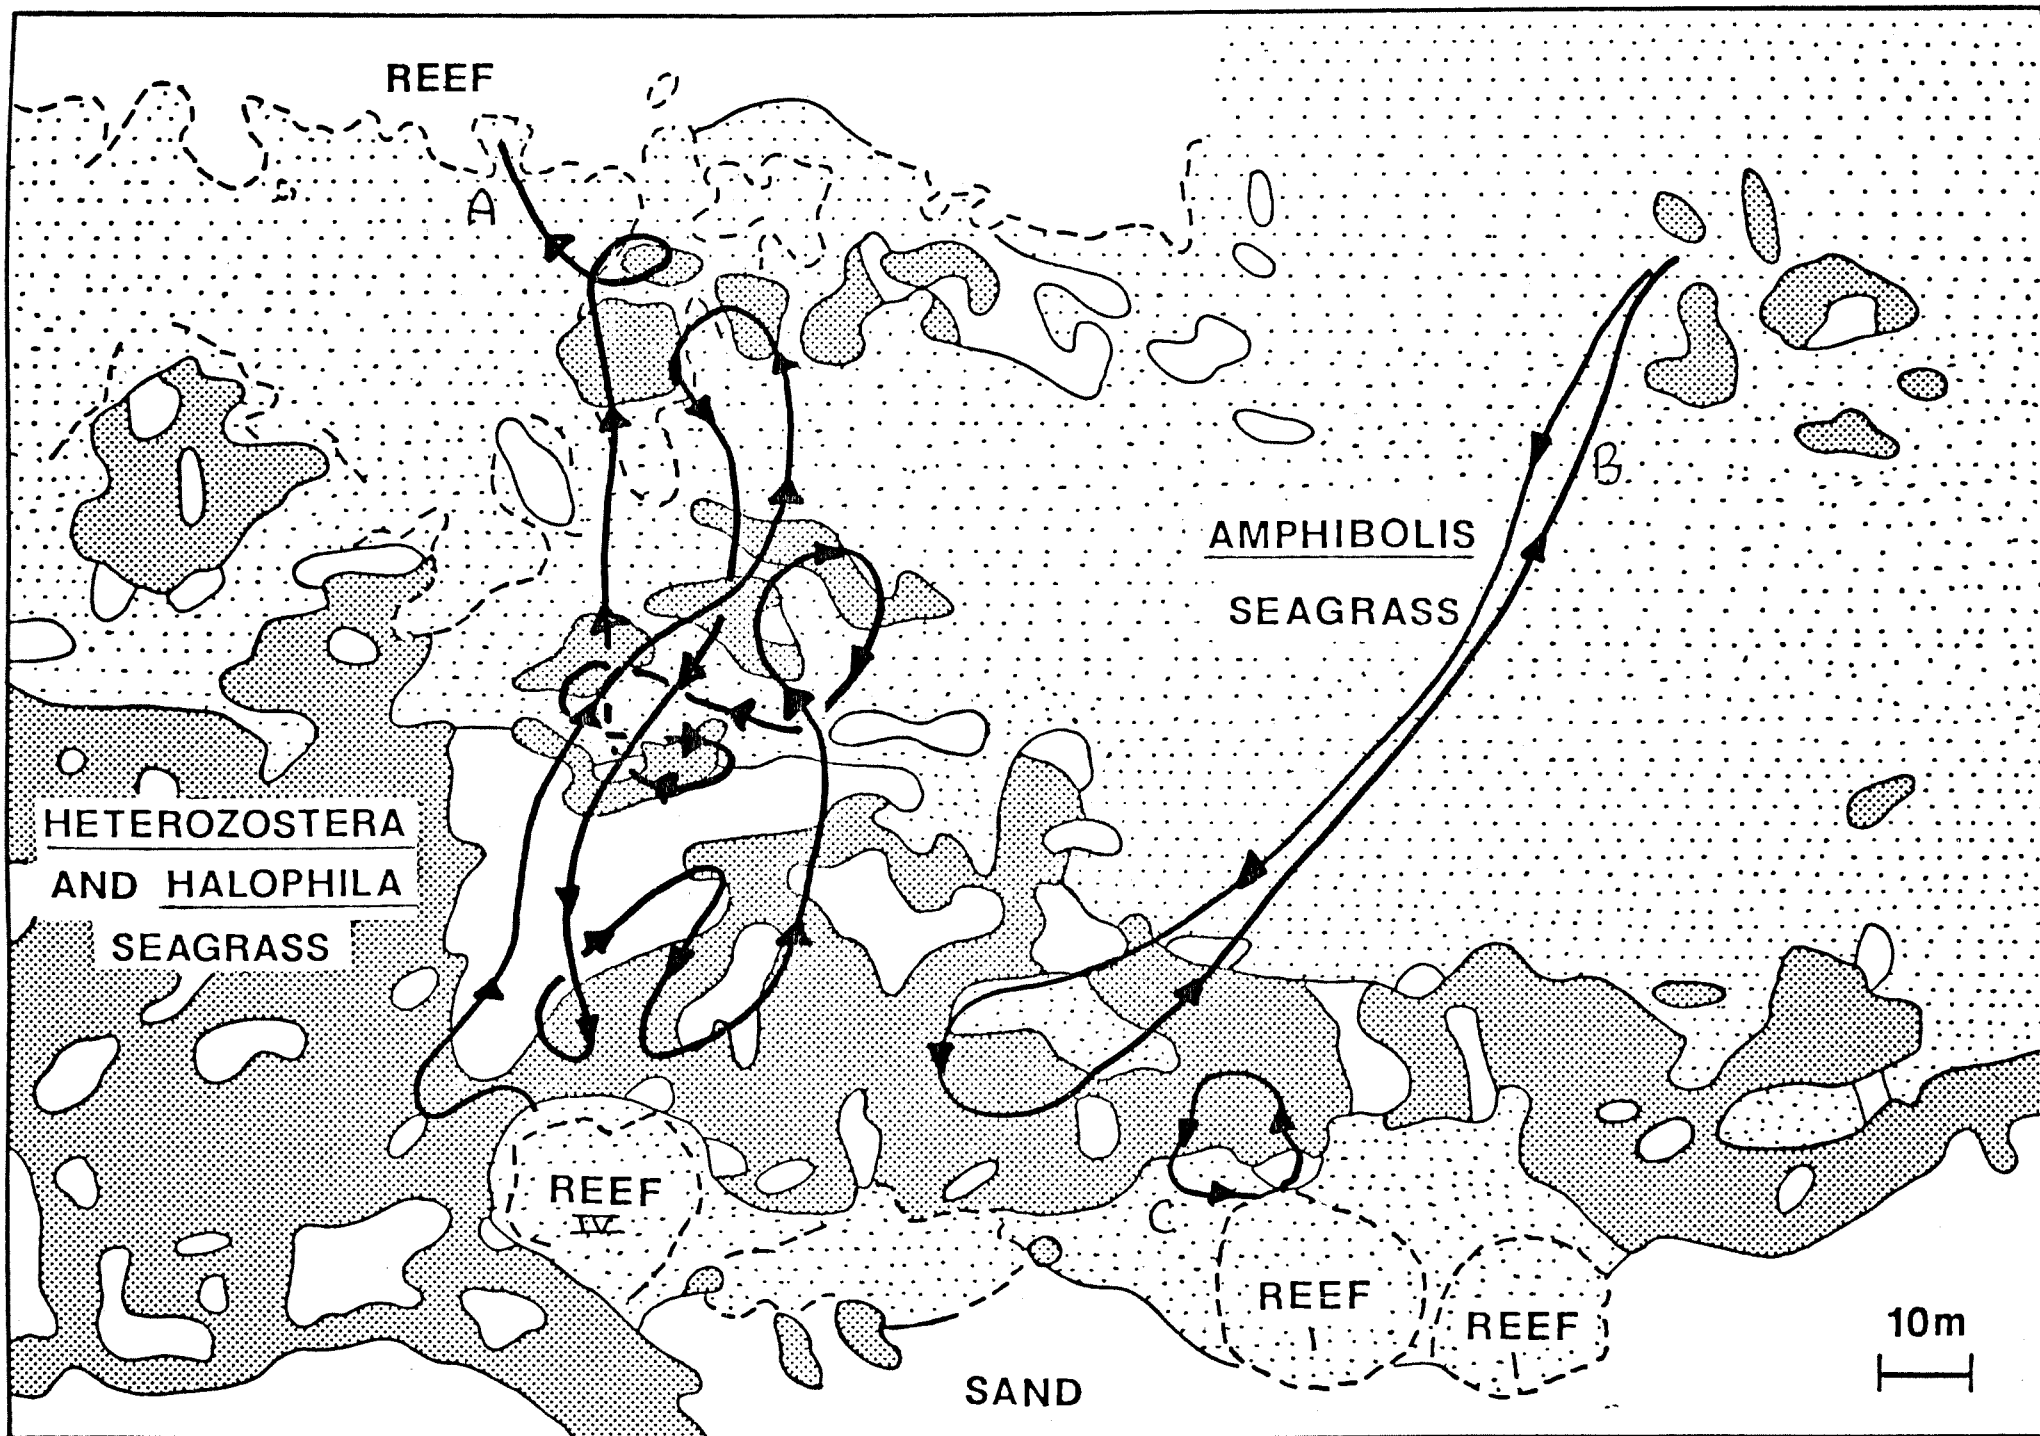 REEF
A
B
AMPHIBOLIS
SEAGRASS
HETEROZOSTERA
AND HALOPHILA
SEAGRASS
REEF
IV
C
REEF
I
REEF
I
10m
SAND